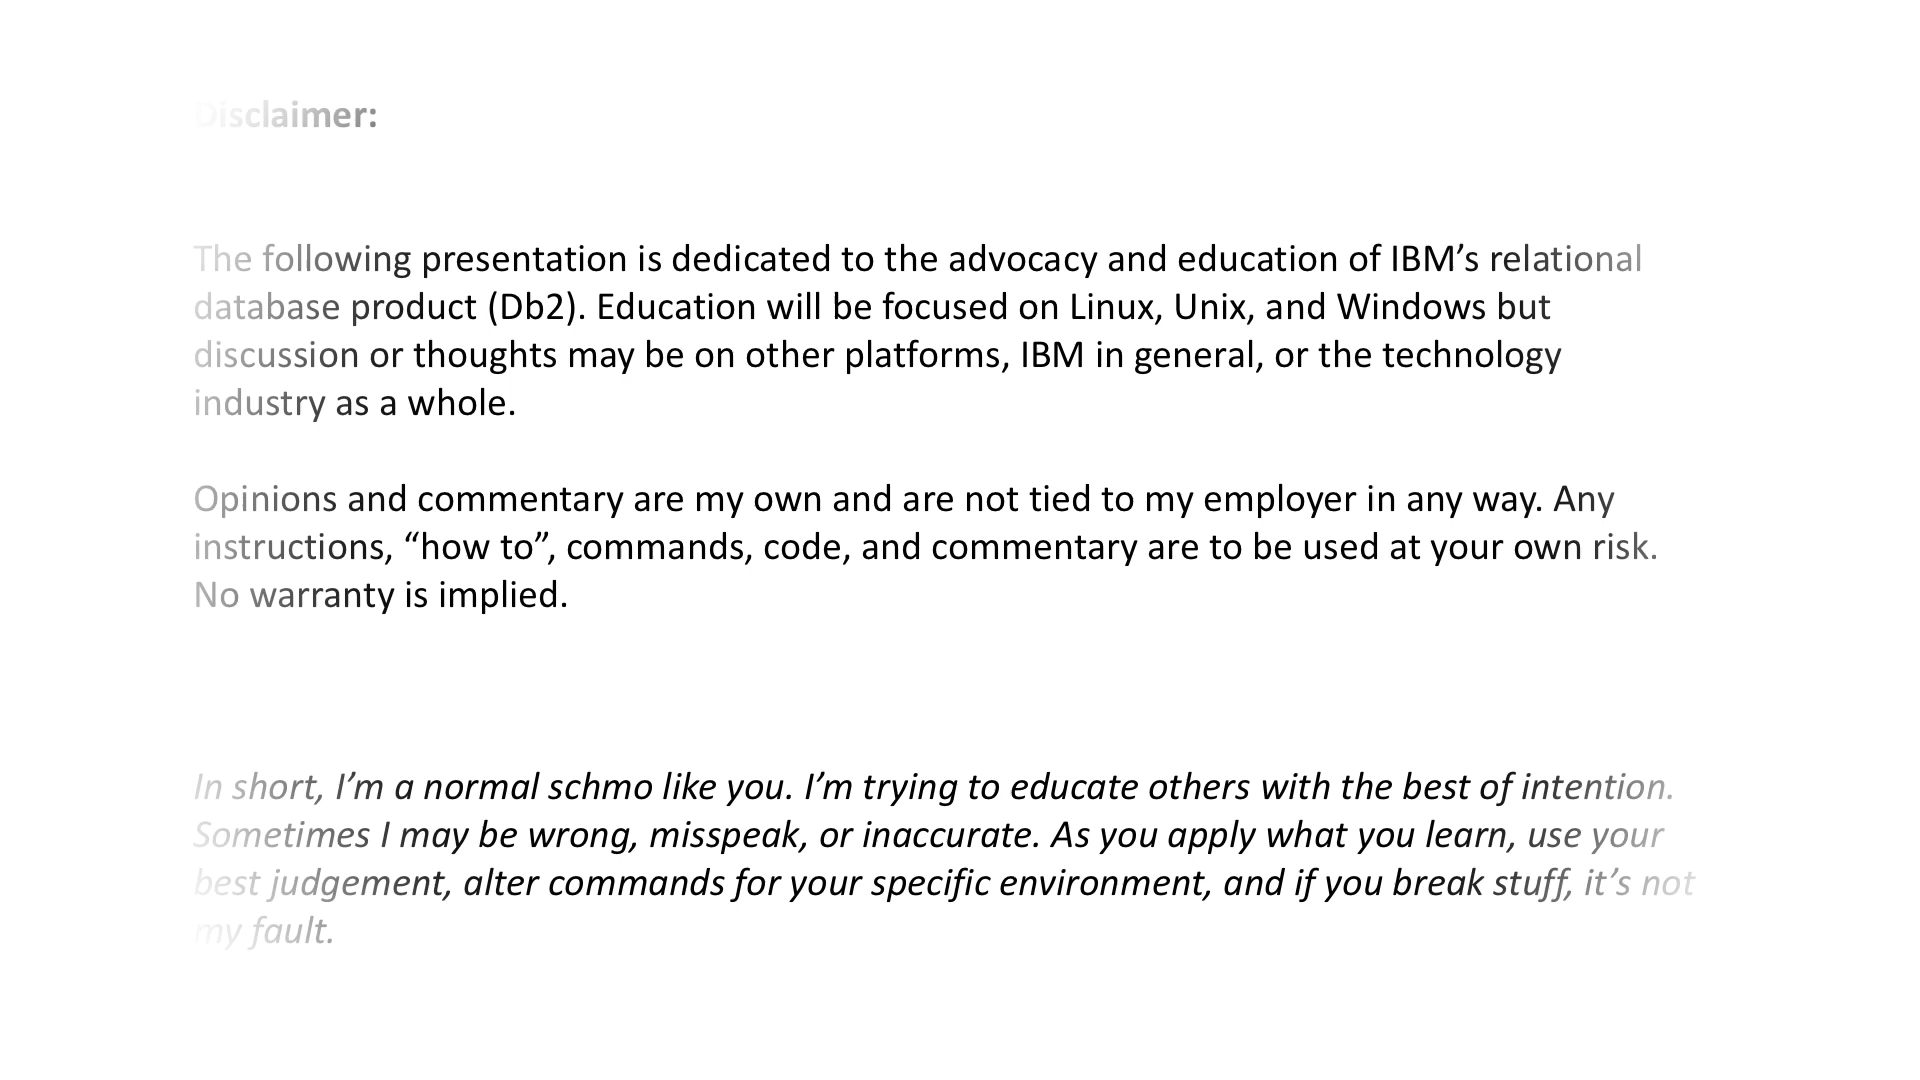 Disclaimer:
The following presentation is dedicated to the advocacy and education of IBM’s relational
database product (Db2). Education will be focused on Linux, Unix, and Windows but
discussion or thoughts may be on other platforms, IBM in general, or the technology
industry as a whole.
Opinions and commentary are my own and are not tied to my employer in any way. Any
instructions, “how to”, commands, code, and commentary are to be used at your own risk.
No warranty is implied.
In short, I’m a normal schmo like you. I’m trying to educate others with the best of intention.
Sometimes I may be wrong, misspeak, or inaccurate. As you apply what you learn, use your
best judgement, alter commands for your specific environment, and if you break stuff, it’s not
my fault.